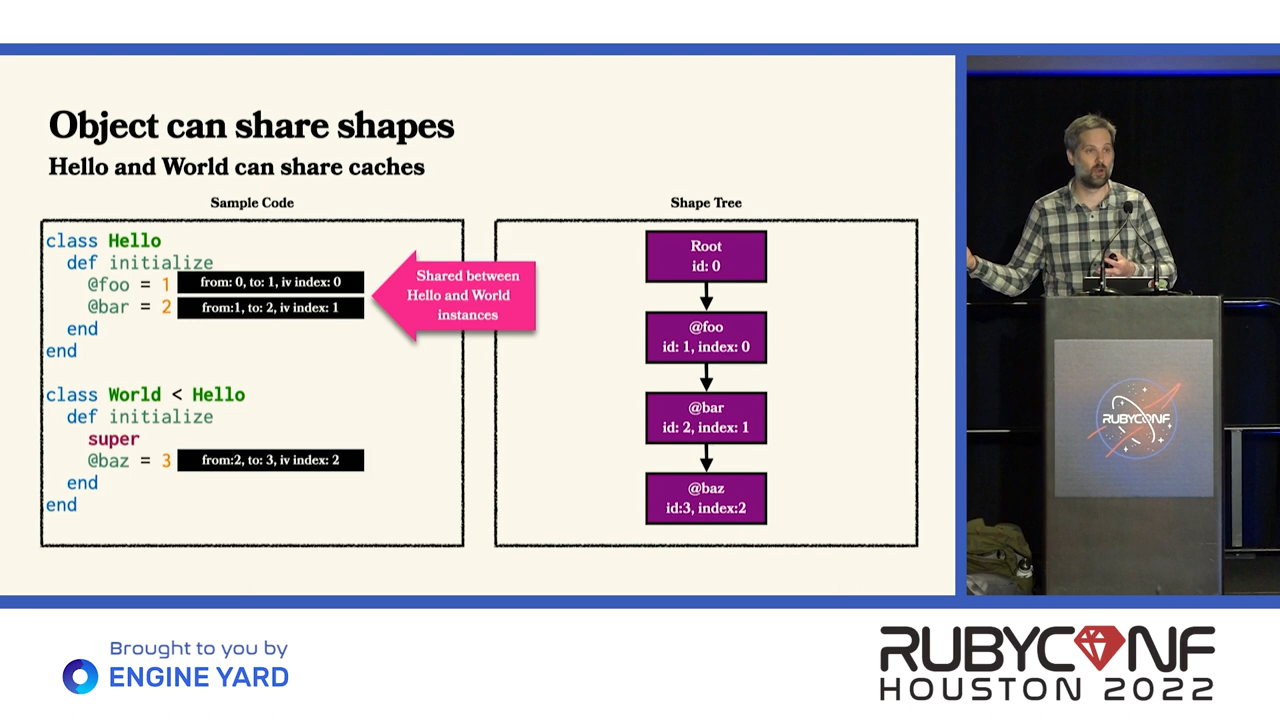 Object can share shapes
Hello and World can share caches
Sample Code
class Hello
def initialize
@foo = 1
from: 0, to: 1, iv index: 0
@bar = 2
from:1, to: 2, iv index: 1
end
end
class World < Hello
def initialize
super
@baz = 3
from:2, to: 3, iv index: 2
end
end
Shared between
Hello and World
instances
Shape Tree
Root
id: 0
@foo
id: 1, index: 0
@bar
id: 2, index: 1
@baz
id:3, index:2
RUBYCONF
Brought to you by
ENGINE YARD
RUBYCONF
HOUSTON 2022